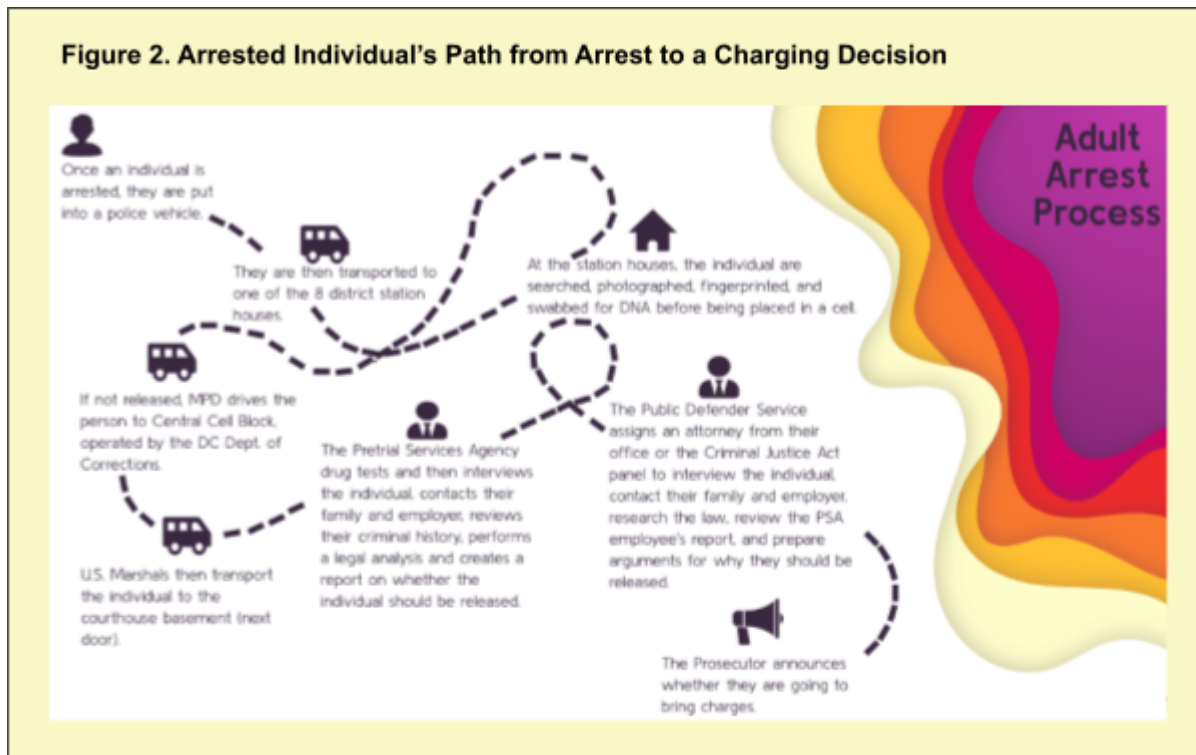 Figure 2. Arrested Individual’s Path from Arrest to a Charging Decision
Adult
Arrest
Process
Once an individual is
arrested, they are put
into a police vehicle.
They are then transported to
one of the 8 district station
houses.
At the station houses, the individual are
searched, photographed, fingerprinted, and
swabbed for DNA before being placed in a cell.
If not released, MPD drives the
person to Central Cell Block,
operated by the DC Dept. of
Corrections.
U.S. Marshals then transport
the individual to the
courthouse basement (next
door).
The Pretrial Services Agency
drug tests and then interviews
the individual, contacts their
family and employer, reviews
their criminal history, performs
a legal analysis and creates a
report on whether the
individual should be released.
The Public Defender Service
assigns an attorney from their
office or the Criminal Justice Act
panel to interview the individual,
contact their family and employer,
research the law, review the PSA
employee's report, and prepare
arguments for why they should be
released.
The Prosecutor announces
whether they are going to
bring charges.